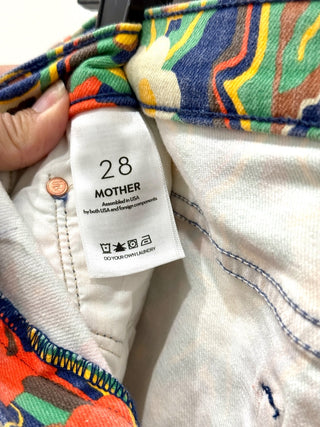 28
MOTHER
Assembled in USA
by both USA and foreign components
DO YOUR OWN LAUNDRY